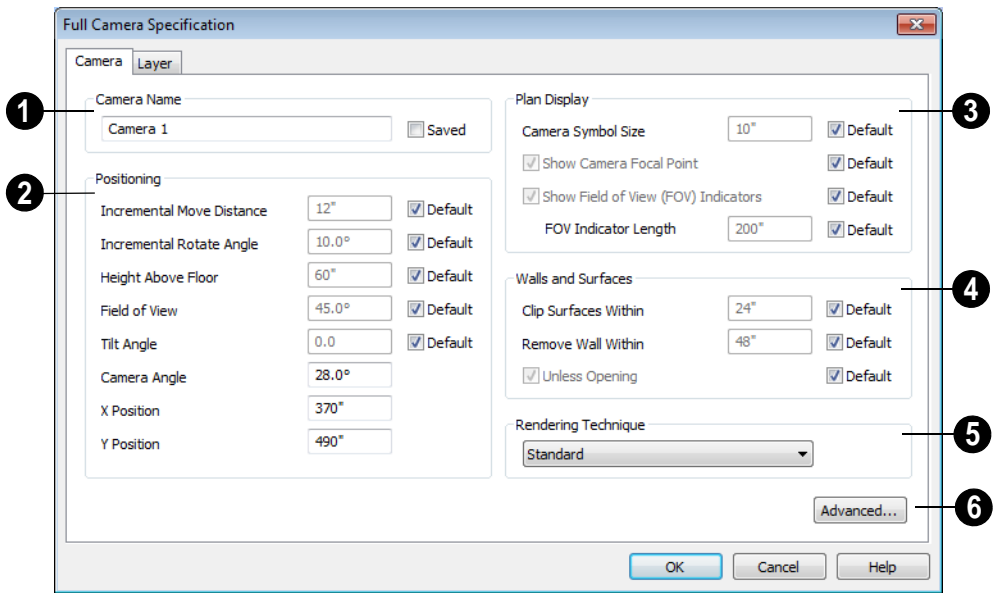 Full Camera Specification
Camera Layer
1
Camera Name
Camera 1 Saved
2
Positioning
Incremental Move Distance 12" Default
Incremental Rotate Angle 10.0° Default
Height Above Floor 60" Default
Field of View 45.0° Default
Tilt Angle 0.0 Default
Camera Angle 28.0°
X Position 370"
Y Position 490"
3
Plan Display
Camera Symbol Size 10" Default
Show Camera Focal Point Default
Show Field of View (FOV) Indicators Default
FOV Indicator Length 200" Default
4
Walls and Surfaces
Clip Surfaces Within 24" Default
Remove Wall Within 48" Default
Unless Opening Default
5
Rendering Technique
Standard
6
Advanced...
OK Cancel Help